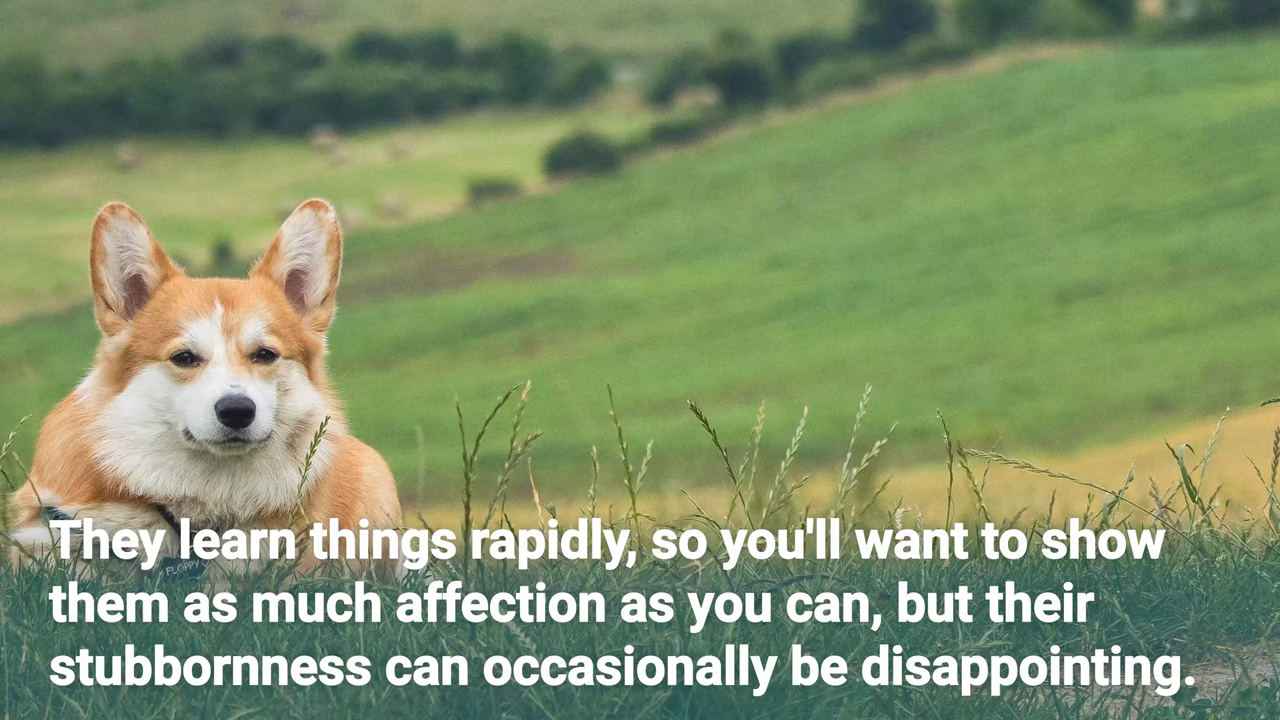 They learn things rapidly, so you'll want to show
them as much affection as you can, but their
stubbornness can occasionally be disappointing.
FLOPPY